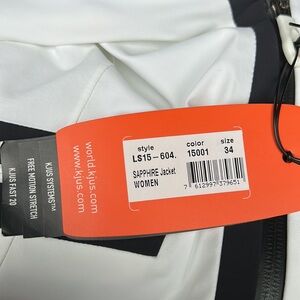 style color size
LS15-604. 15001 34
SAPPHIRE Jacket
WOMEN
7 612997 379651
world.kjus.com
www.kjus.com
KJUS SYSTEMS™
FREE MOTION STRETCH
KJUS FAST 20